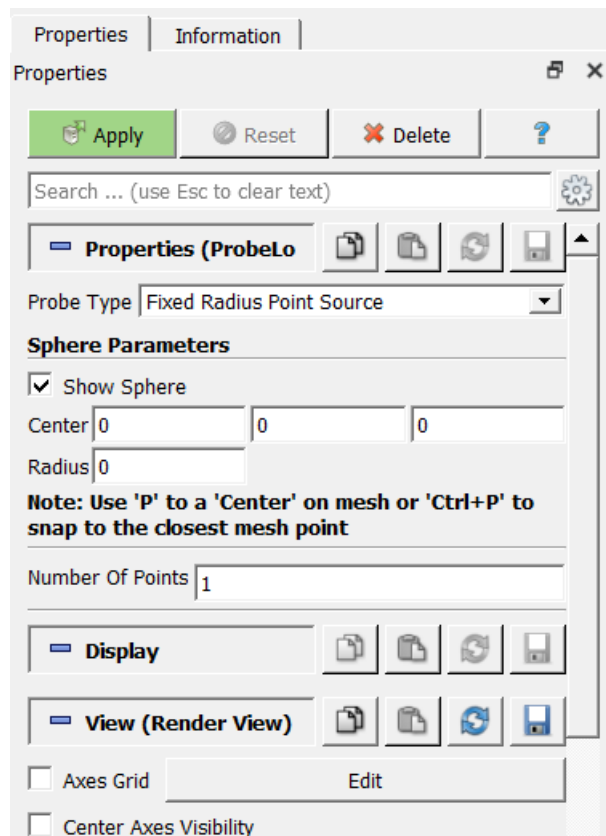 Properties Information
Properties
Apply Reset Delete ?
Search ... (use Esc to clear text)
Properties (ProbeLo
Probe Type Fixed Radius Point Source
Sphere Parameters
Show Sphere
Center 0 0 0
Radius 0
Note: Use 'P' to a 'Center' on mesh or 'Ctrl+P' to
snap to the closest mesh point
Number Of Points 1
Display
View (Render View)
Axes Grid Edit
Center Axes Visibility